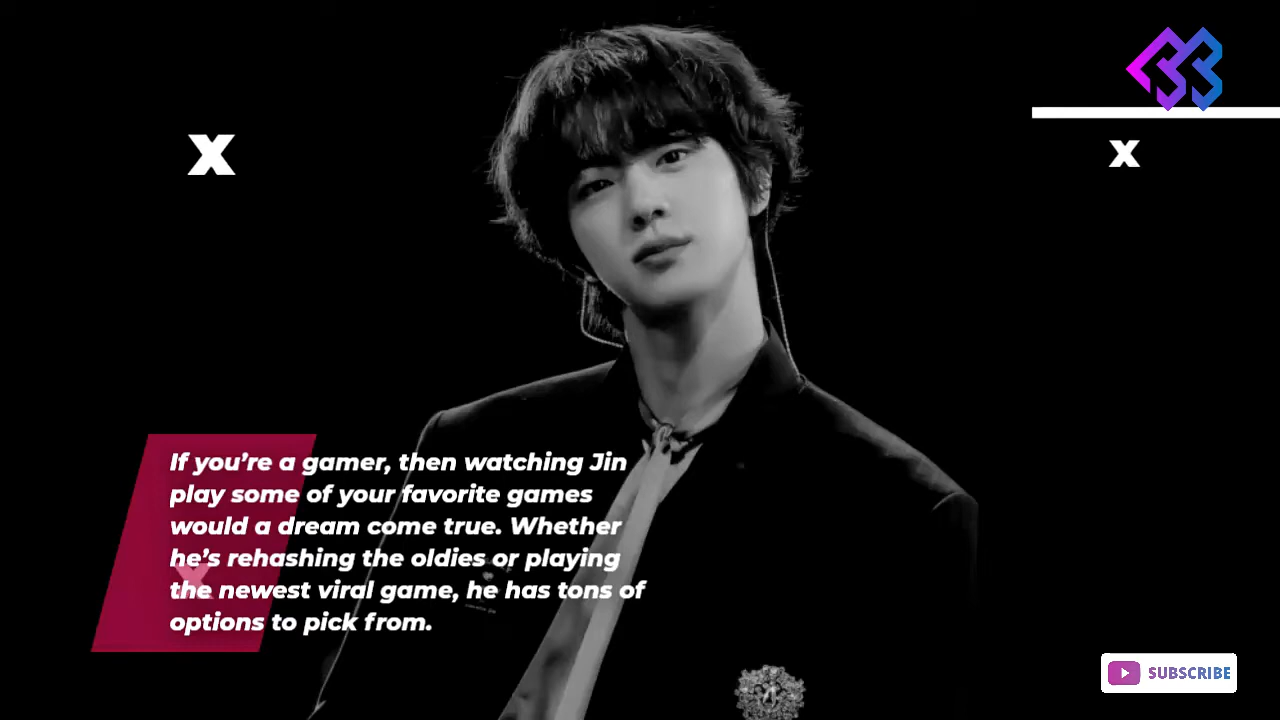 X
X
If you’re a gamer, then watching Jin
play some of your favorite games
would a dream come true. Whether
he’s rehashing the oldies or playing
the newest viral game, he has tons of
options to pick from.
SUBSCRIBE